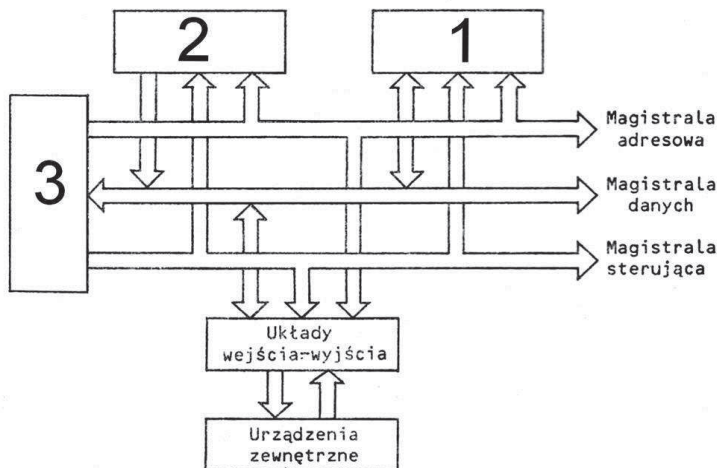 2
1
3
Magistrala
adresowa
Magistrala
danych
Magistrala
sterująca
Układy
wejścia-wyjścia
Urządzenia
zewnętrzne